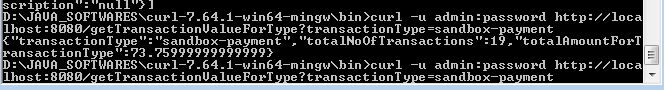 scription":"null"}]
D:\JAVA_SOFTWARES\curl-7.64.1-win64-mingw\bin>curl -u admin:password http://loca
lhost:8080/getTransactionValueForType?transactionType=sandbox-payment
{"transactionType":"sandbox-payment","totalNoOfTransactions":19,"totalAmountForT
ransactionType":73.75999999999999}
D:\JAVA_SOFTWARES\curl-7.64.1-win64-mingw\bin>curl -u admin:password http://loca
lhost:8080/getTransactionValueForType?transactionType=sandbox-payment